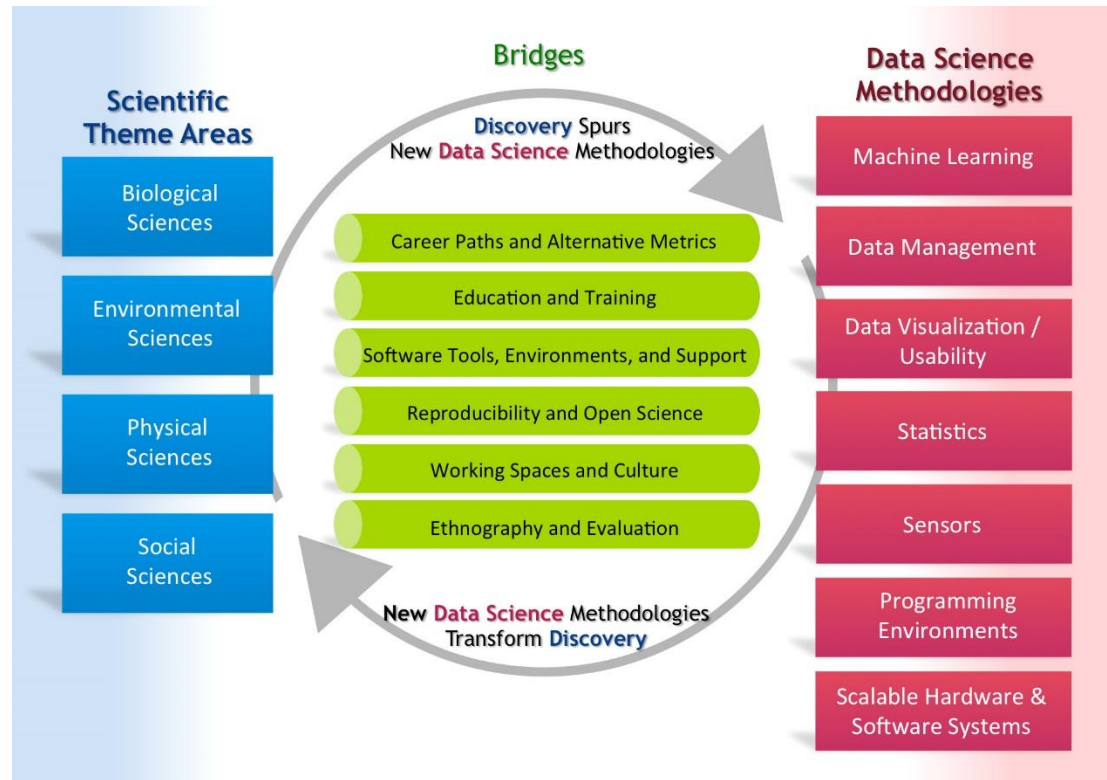 Scientific
Theme Areas
Biological
Sciences
Environmental
Sciences
Physical
Sciences
Social
Sciences
Bridges
Discovery Spurs
New Data Science Methodologies
Career Paths and Alternative Metrics
Education and Training
Software Tools, Environments, and Support
Reproducibility and Open Science
Working Spaces and Culture
Ethnography and Evaluation
New Data Science Methodologies
Transform Discovery
Data Science
Methodologies
Machine Learning
Data Management
Data Visualization /
Usability
Statistics
Sensors
Programming
Environments
Scalable Hardware &
Software Systems